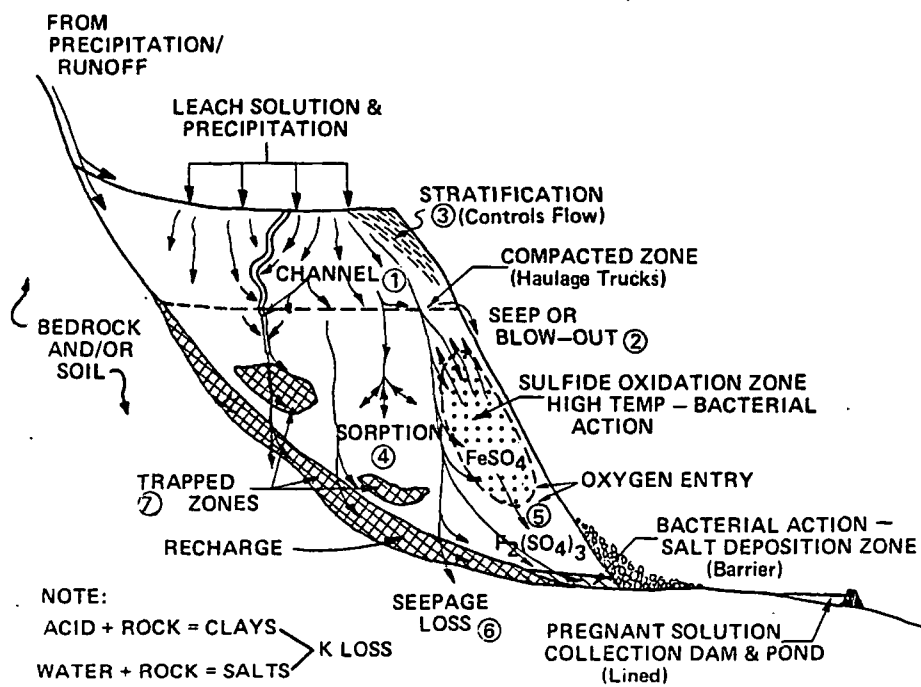 FROM
PRECIPITATION/
RUNOFF
LEACH SOLUTION &
PRECIPITATION
STRATIFICATION
③ (Controls Flow)
COMPACTED ZONE
(Haulage Trucks)
CHANNEL ①
SEEP OR
BLOW-OUT ②
BEDROCK
AND/OR
SOIL
SULFIDE OXIDATION ZONE
HIGH TEMP - BACTERIAL
ACTION
SORPTION
④
FeSO4
OXYGEN ENTRY
TRAPPED
⑦ ZONES
⑤
F2(SO4)3
RECHARGE
BACTERIAL ACTION -
SALT DEPOSITION ZONE
(Barrier)
SEEPAGE
LOSS ⑥
NOTE:
ACID + ROCK = CLAYS
K LOSS
WATER + ROCK = SALTS
PREGNANT SOLUTION
COLLECTION DAM & POND
(Lined)